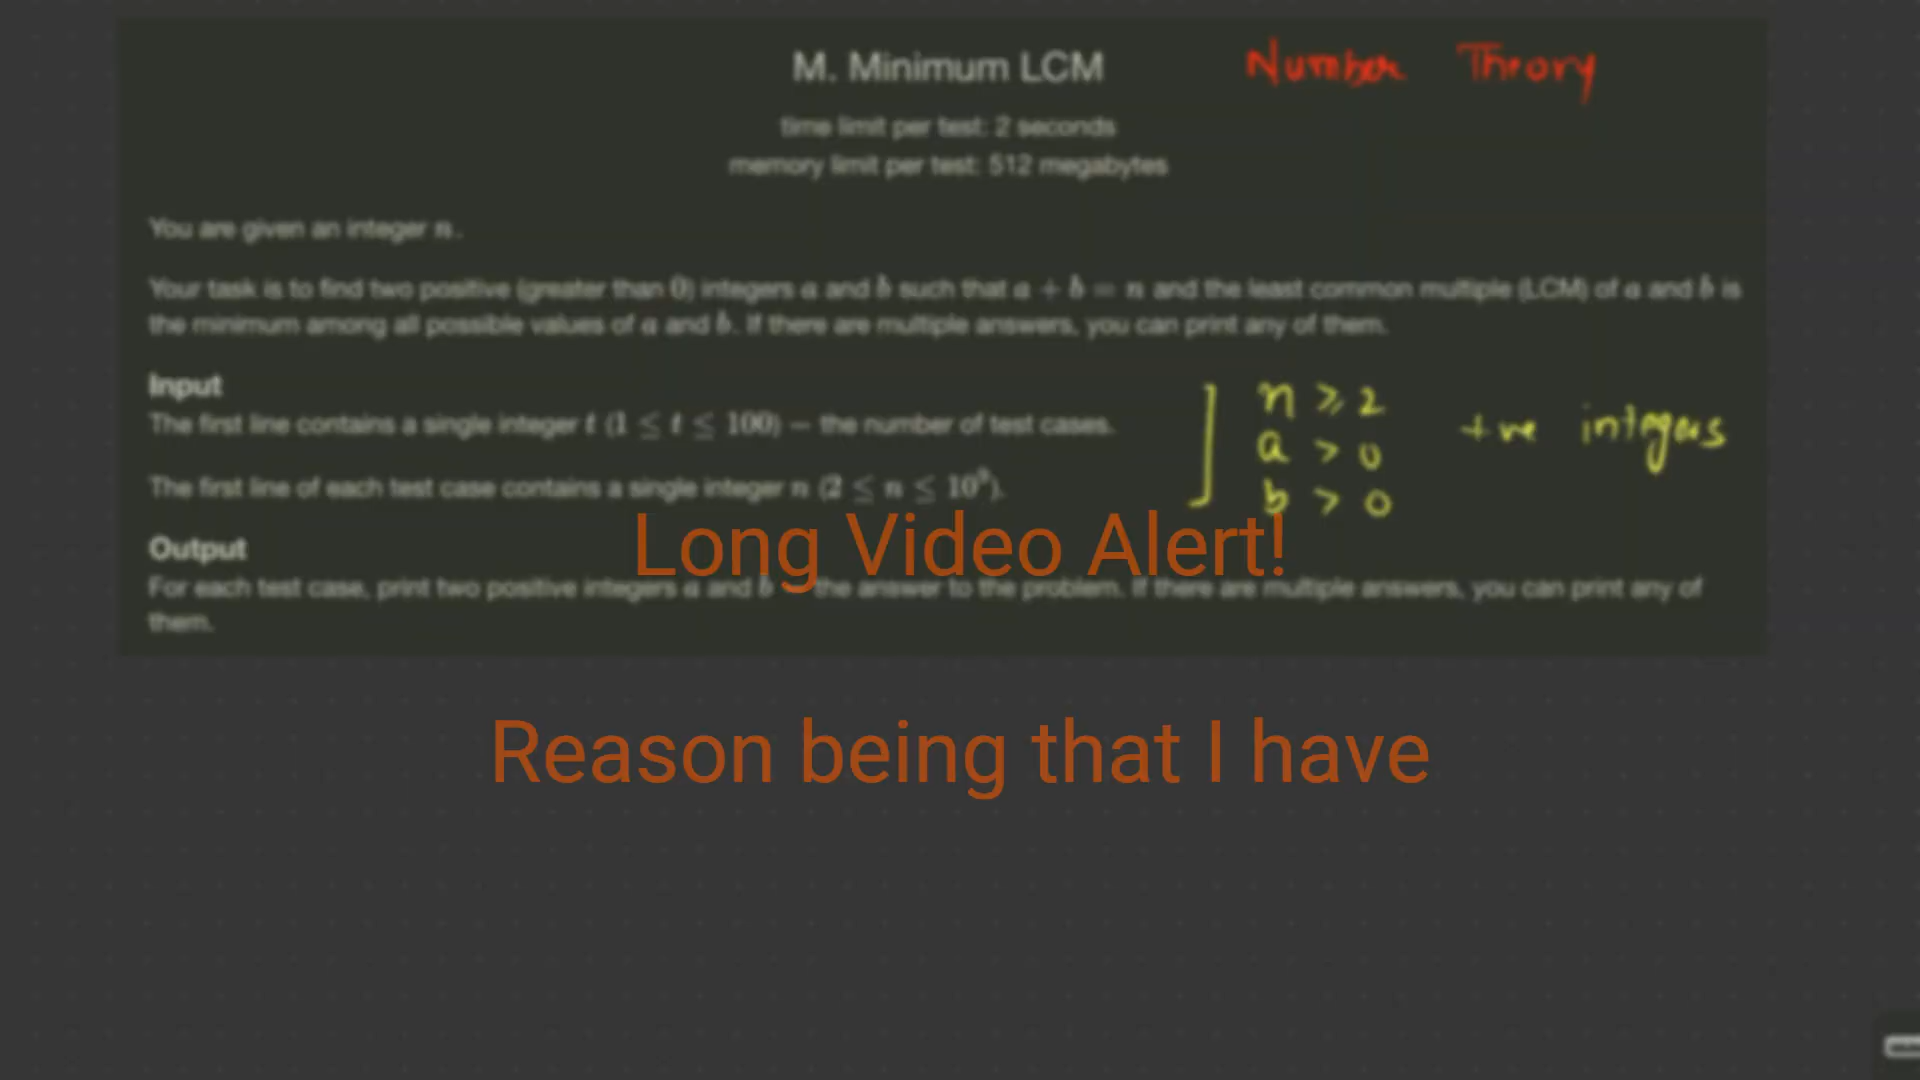 M. Minimum LCM
Number Theory
time limit per test: 2 seconds
memory limit per test: 512 megabytes
You are given an integer n.
Your task is to find two positive (greater than 0) integers a and b such that a + b = n and the least common multiple (LCM) of a and b is
the minimum among all possible values of a and b. If there are multiple answers, you can print any of them.
Input
The first line contains a single integer t (1 ≤ t ≤ 100) — the number of test cases.
The first line of each test case contains a single integer n (2 ≤ n ≤ 10⁹).
n ≥ 2
a > 0
b > 0
+ve integers
Long Video Alert!
Output
For each test case, print two positive integers a and b the answer to the problem. If there are multiple answers, you can print any of
them.
Reason being that I have